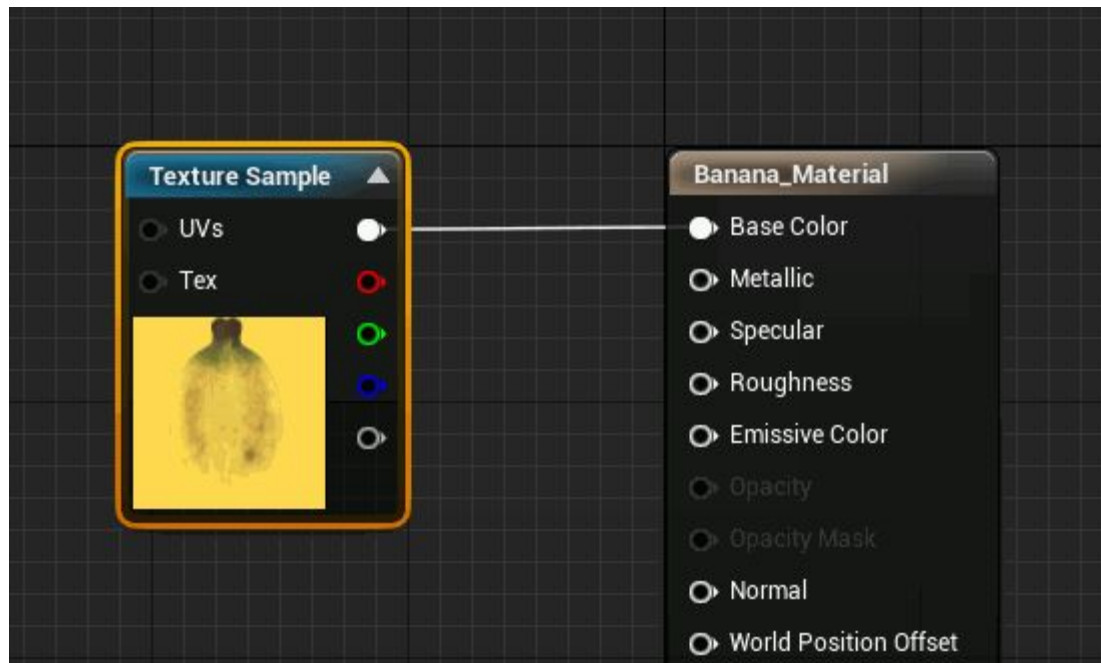 Texture Sample
UVs
Tex
Banana_Material
Base Color
Metallic
Specular
Roughness
Emissive Color
Opacity
Opacity Mask
Normal
World Position Offset